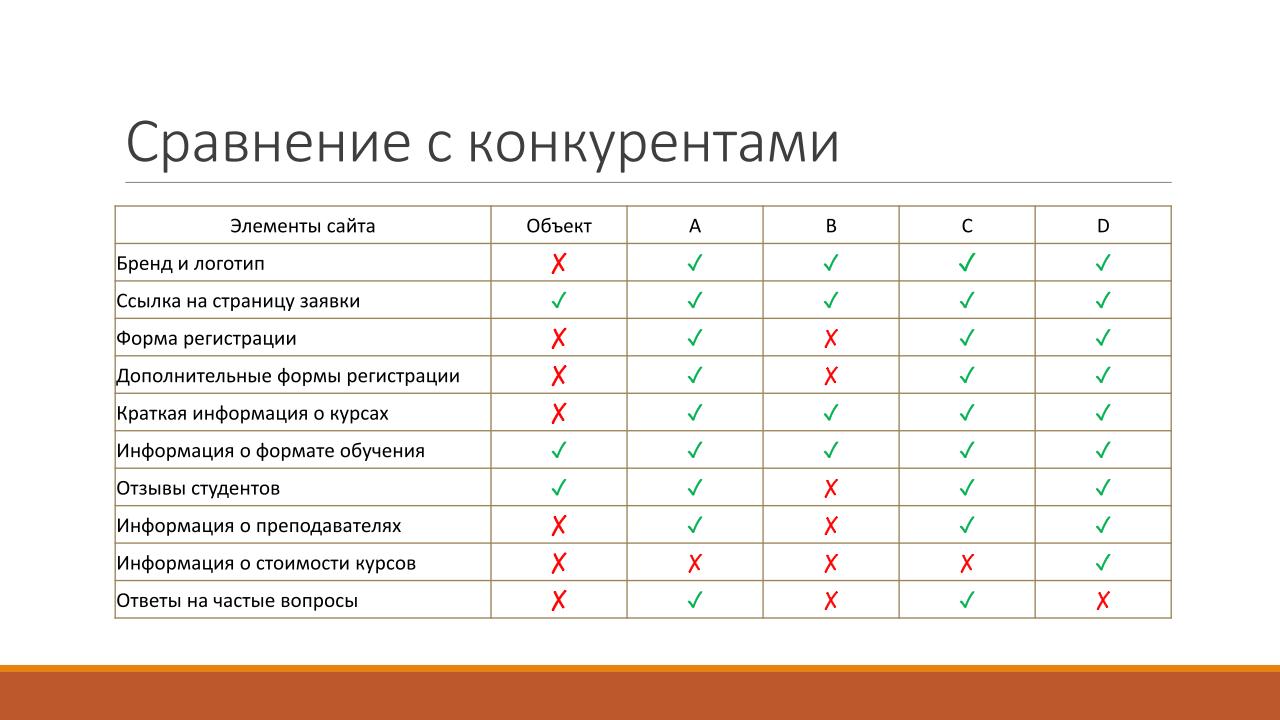 Сравнение с конкурентами
Элементы сайта Объект A B C D
Бренд и логотип ✗ ✓ ✓ ✓ ✓
Ссылка на страницу заявки ✓ ✓ ✓ ✓ ✓
Форма регистрации ✗ ✓ ✗ ✓ ✓
Дополнительные формы регистрации ✗ ✓ ✗ ✓ ✓
Краткая информация о курсах ✗ ✓ ✓ ✓ ✓
Информация о формате обучения ✓ ✓ ✓ ✓ ✓
Отзывы студентов ✓ ✓ ✗ ✓ ✓
Информация о преподавателях ✗ ✓ ✗ ✓ ✓
Информация о стоимости курсов ✗ ✗ ✗ ✗ ✓
Ответы на частые вопросы ✗ ✓ ✗ ✓ ✗